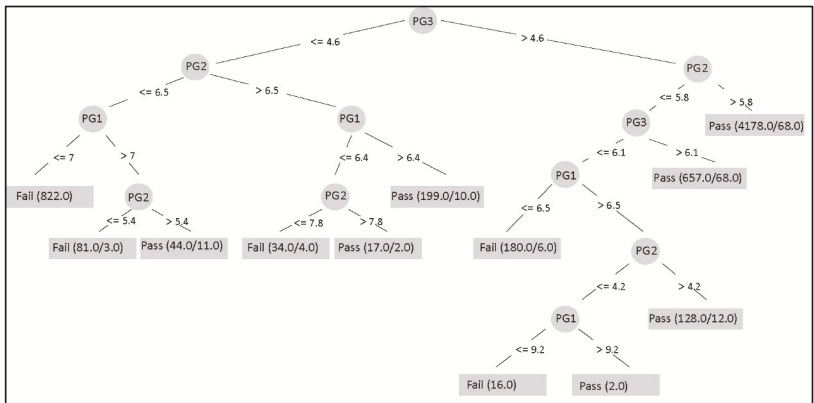 PG3
<= 4.6
> 4.6
PG2
PG2
<= 6.5
> 6.5
<= 5.8
> 5.8
PG1
PG1
PG3
Pass (4178.0/68.0)
<= 7
> 7
<= 6.4
> 6.4
<= 6.1
> 6.1
PG1
Pass (657.0/68.0)
Fail (822.0)
PG2
PG2
Pass (199.0/10.0)
<= 6.5
> 6.5
<= 5.4
> 5.4
<= 7.8
> 7.8
Fail (81.0/3.0)
Pass (44.0/11.0)
Fail (34.0/4.0)
Pass (17.0/2.0)
Fail (180.0/6.0)
PG2
<= 4.2
> 4.2
PG1
Pass (128.0/12.0)
<= 9.2
> 9.2
Fail (16.0)
Pass (2.0)